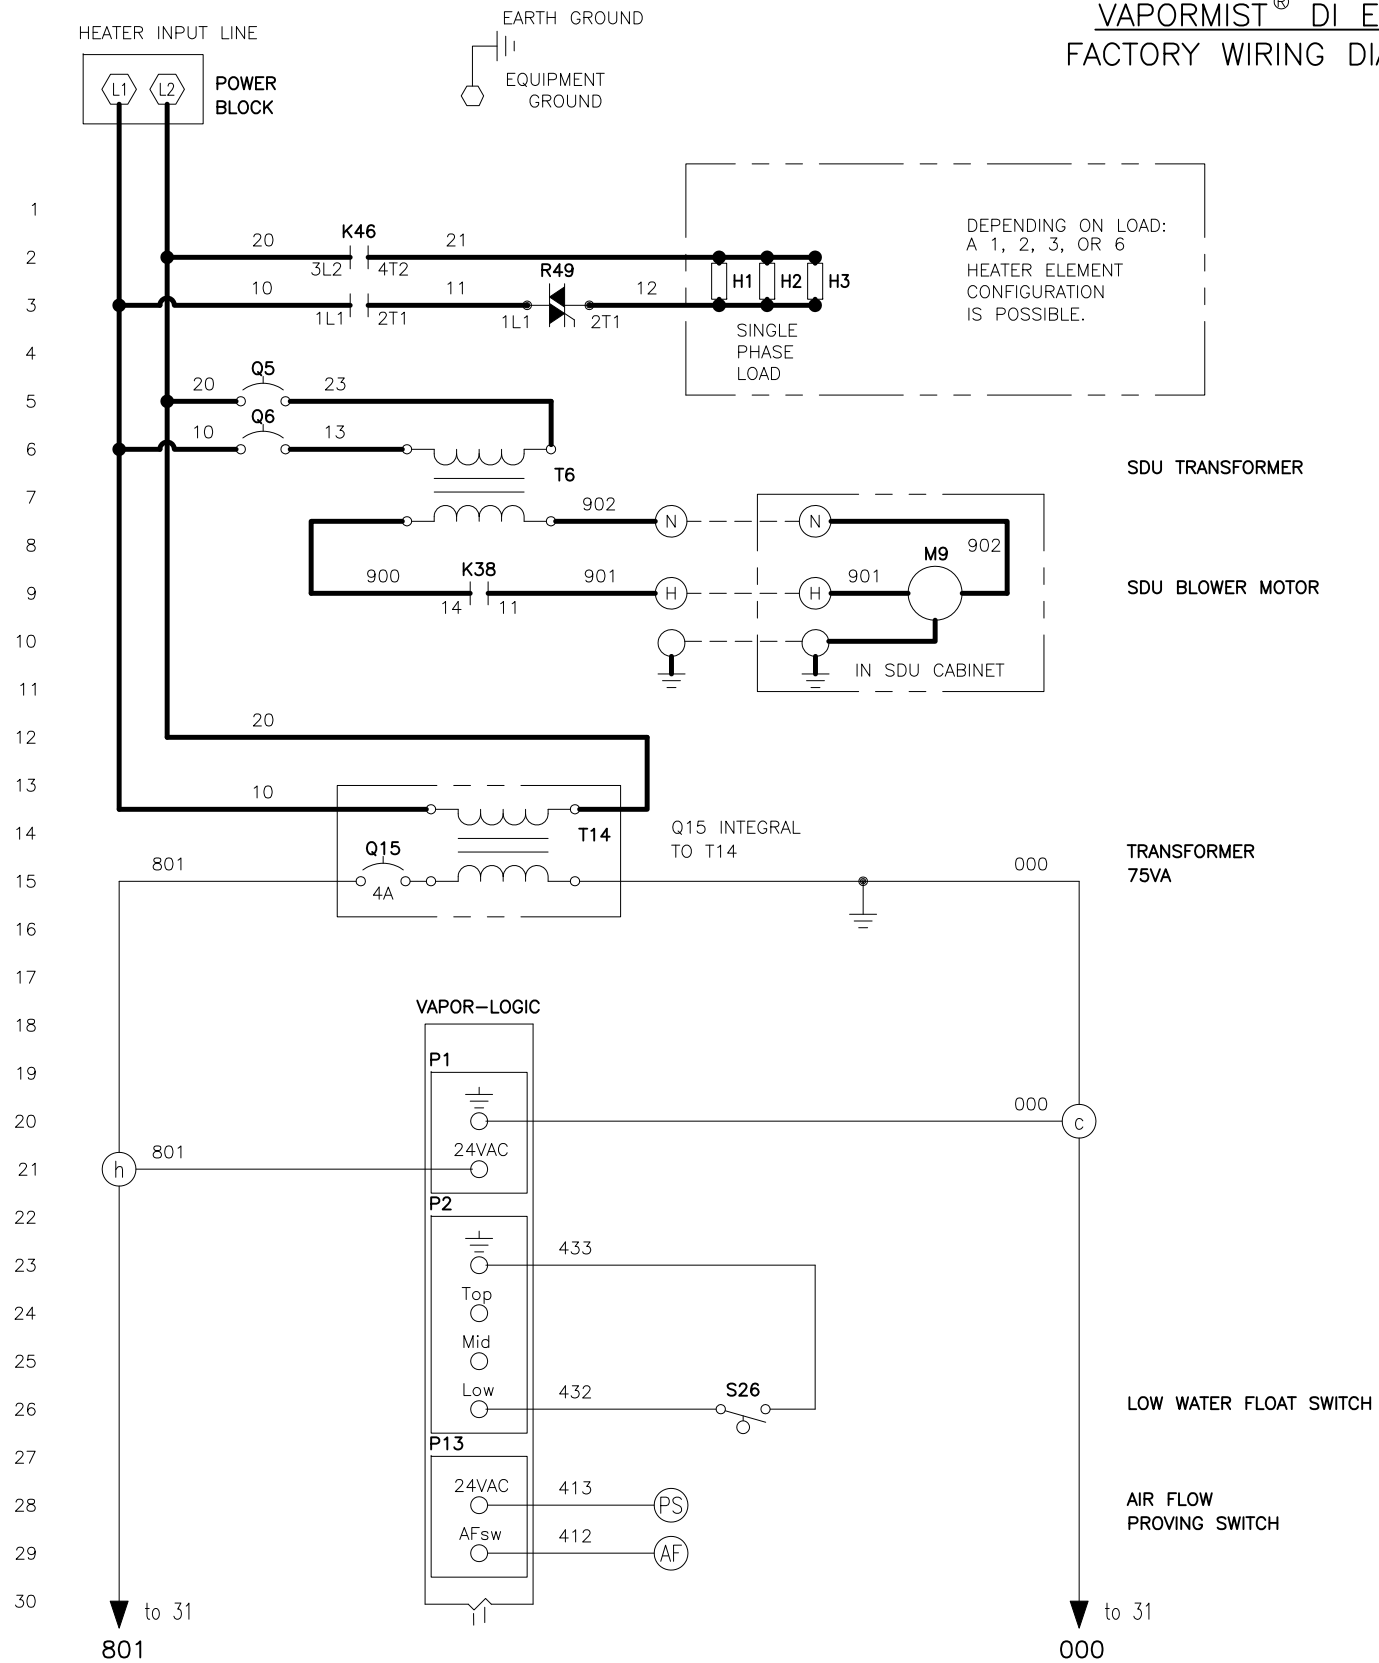 VAPORMIST® DI E
FACTORY WIRING DIA
EARTH GROUND
HEATER INPUT LINE
EQUIPMENT
GROUND
L1 L2 POWER
BLOCK
1
DEPENDING ON LOAD:
A 1, 2, 3, OR 6
HEATER ELEMENT
CONFIGURATION
IS POSSIBLE.
2 20 K46 21
3L2 4T2
R49
H1 H2 H3
3 10 11 12
1L1 2T1 1L1 2T1
SINGLE
PHASE
LOAD
4
Q5
5 20 23
Q6
6 10 13
T6
SDU TRANSFORMER
7
902
N N
8
902
M9
9 900 K38 901 H H 901
14 11
SDU BLOWER MOTOR
10
IN SDU CABINET
11
12 20
13 10
14 T14
Q15 INTEGRAL
TO T14
Q15
TRANSFORMER
75VA
15 801 4A 000
16
17
VAPOR-LOGIC
18
19 P1
20 000 c
24VAC
21 h 801
22 P2
23 433
24 Top
25 Mid
26 Low 432 S26
LOW WATER FLOAT SWITCH
27 P13
24VAC
28 413 PS
AIR FLOW
PROVING SWITCH
29 AFsw 412 AF
30 to 31 to 31
801 000